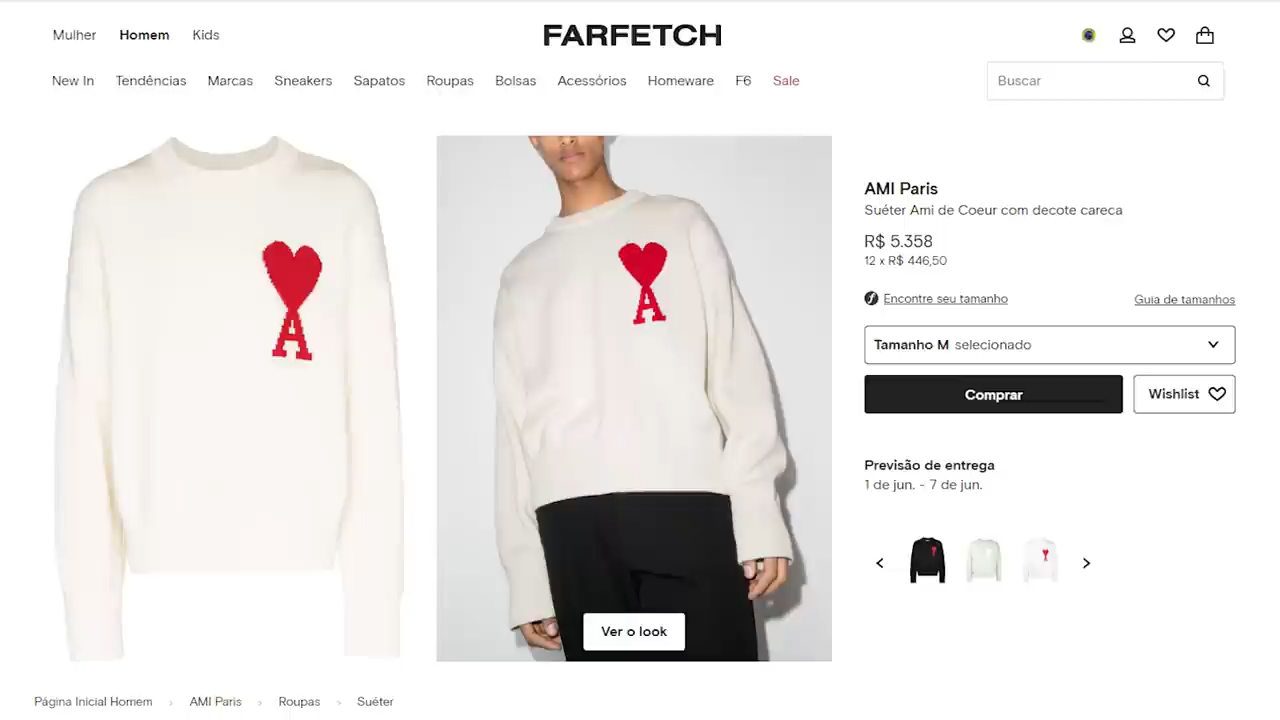 Mulher Homem Kids
FARFETCH
New In Tendências Marcas Sneakers Sapatos Roupas Bolsas Acessórios Homeware F6 Sale
Buscar
A
A
AMI Paris
Suéter Ami de Coeur com decote careca
R$ 5.358
12 x R$ 446,50
Encontre seu tamanho
Guia de tamanhos
Tamanho M selecionado
Comprar
Wishlist
Previsão de entrega
1 de jun. - 7 de jun.
Ver o look
Página Inicial Homem › AMI Paris › Roupas › Suéter